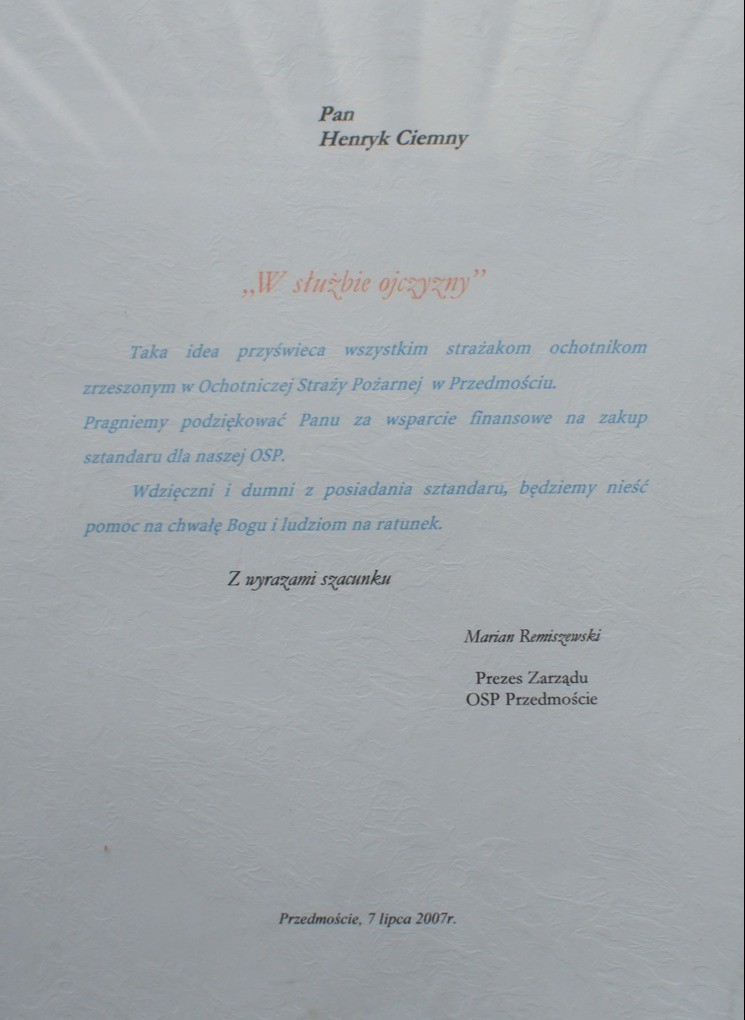 Pan
Henryk Ciemny
„W służbie ojczyzny”
Taka idea przyświeca wszystkim strażakom ochotnikom
zrzeszonym w Ochotniczej Straży Pożarnej w Przedmościu.
Pragniemy podziękować Panu za wsparcie finansowe na zakup
sztandaru dla naszej OSP.
Wdzięczni i dumni z posiadania sztandaru, będziemy nieść
pomoc na chwałę Bogu i ludziom na ratunek.
Z wyrazami szacunku
Marian Remiszewski
Prezes Zarządu
OSP Przedmoście
Przedmoście, 7 lipca 2007r.